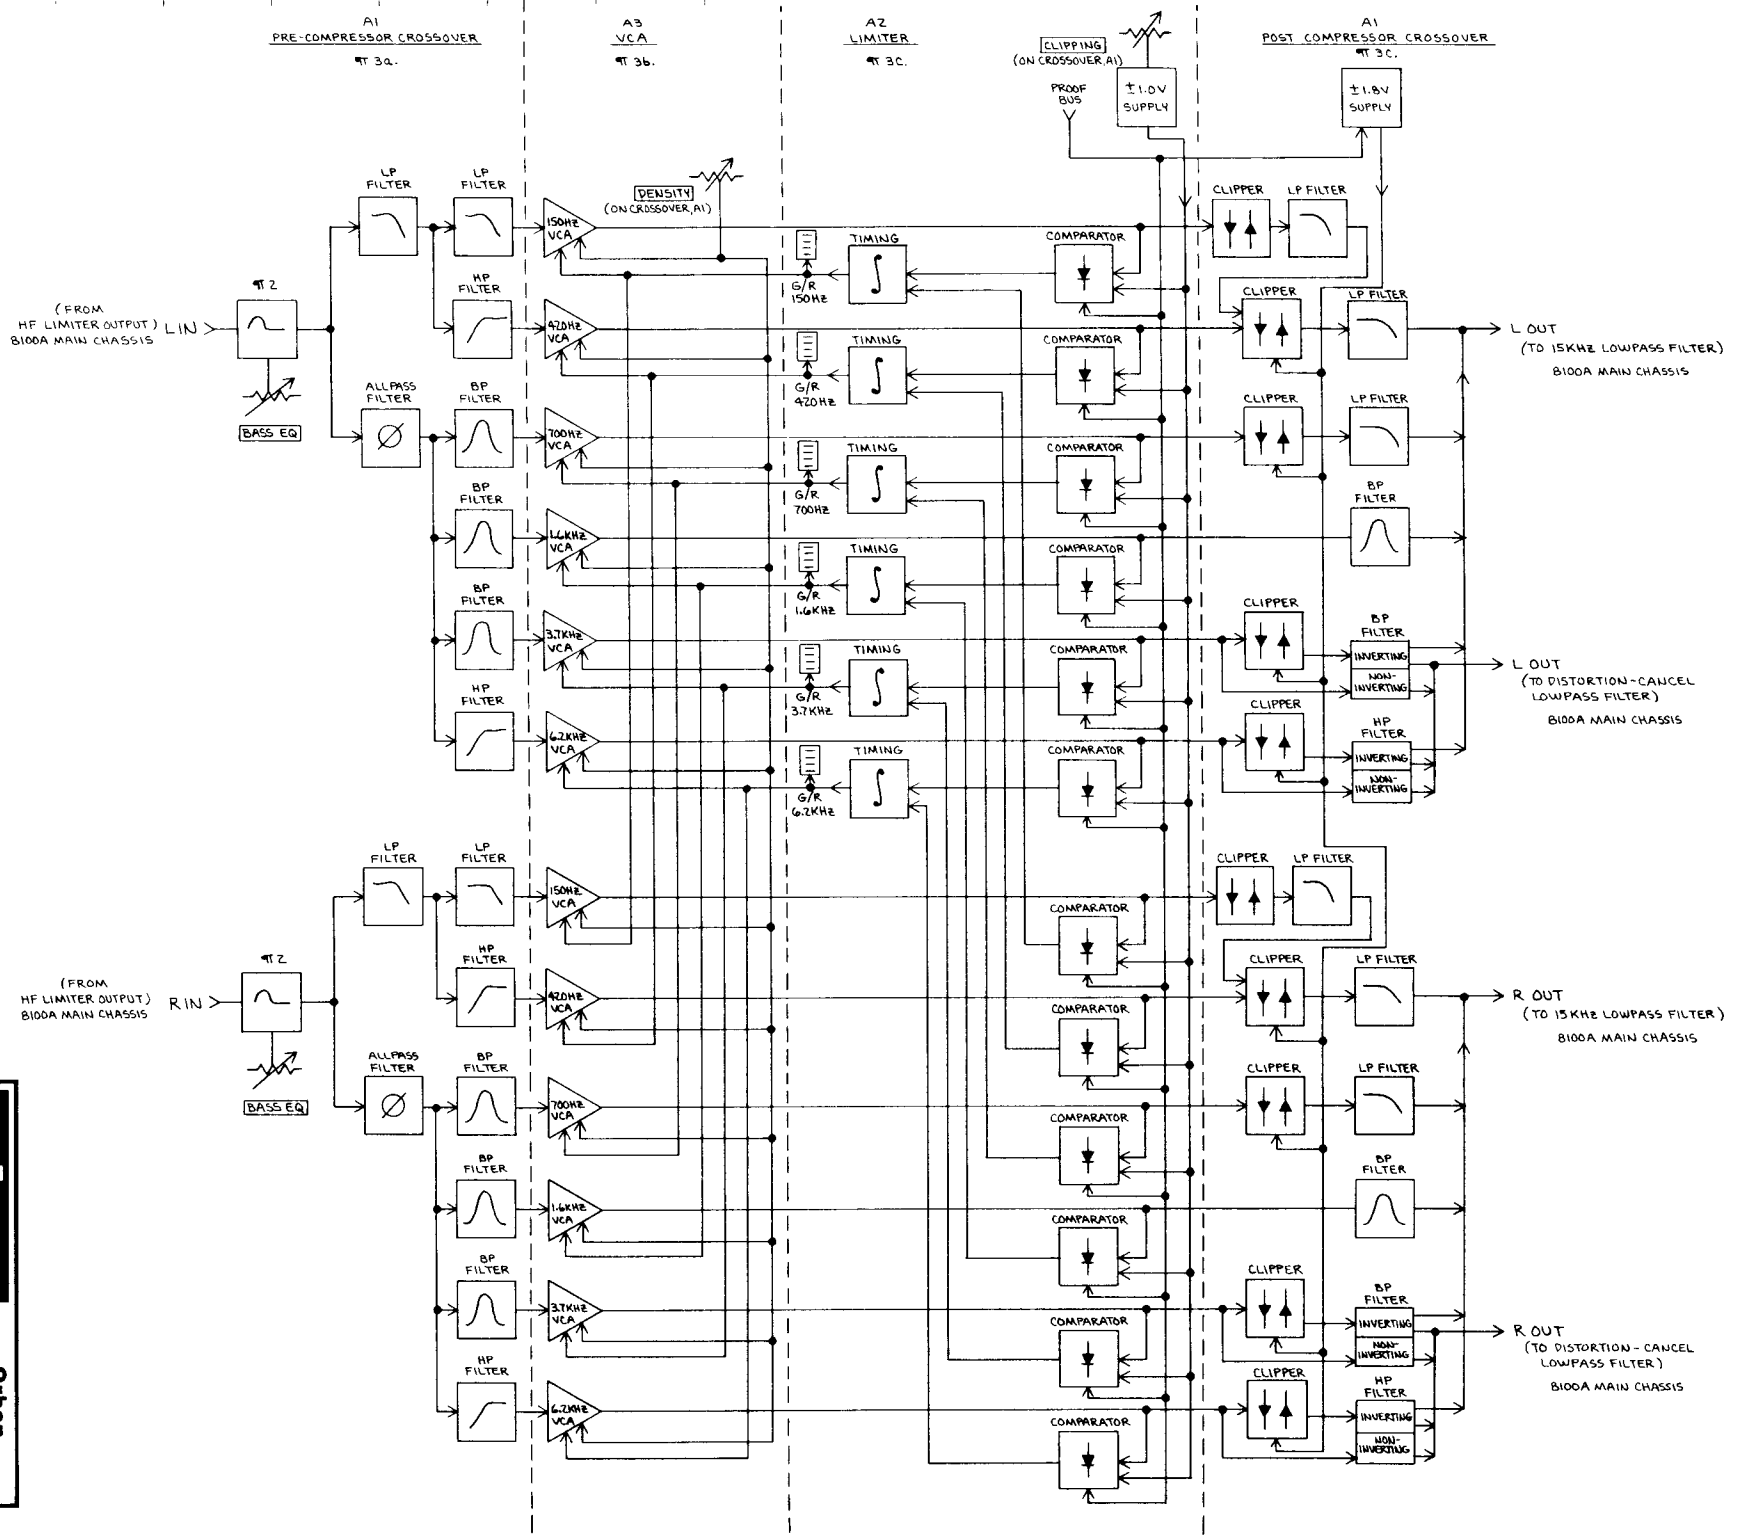 A1
PRE-COMPRESSOR CROSSOVER
¶ 3a.
A3
VCA
¶ 3b.
A2
LIMITER
¶ 3C.
CLIPPING
(ON CROSSOVER, A1)
PROOF
BUS
±1.0V
SUPPLY
A1
POST COMPRESSOR CROSSOVER
¶ 3C.
±1.8V
SUPPLY
LP
FILTER
LP
FILTER
150HZ
VCA
DENSITY
(ON CROSSOVER, A1)
TIMING
G/R
150HZ
COMPARATOR
CLIPPER
LP FILTER
HP
FILTER
420HZ
VCA
TIMING
G/R
420HZ
COMPARATOR
CLIPPER
LP FILTER
(FROM
HF LIMITER OUTPUT)
8100A MAIN CHASSIS
L IN
¶ 2
BASS EQ
L OUT
(TO 15KHZ LOWPASS FILTER)
8100A MAIN CHASSIS
ALLPASS
FILTER
BP
FILTER
700HZ
VCA
TIMING
G/R
700HZ
COMPARATOR
CLIPPER
LP FILTER
BP
FILTER
1.6KHZ
VCA
TIMING
G/R
1.6KHZ
COMPARATOR
BP
FILTER
BP
FILTER
3.7KHZ
VCA
TIMING
G/R
3.7KHZ
COMPARATOR
CLIPPER
BP
FILTER
INVERTING
NON-
INVERTING
L OUT
(TO DISTORTION-CANCEL
LOWPASS FILTER)
8100A MAIN CHASSIS
HP
FILTER
6.2KHZ
VCA
TIMING
G/R
6.2KHZ
COMPARATOR
CLIPPER
HP
FILTER
INVERTING
NON-
INVERTING
LP
FILTER
LP
FILTER
150HZ
VCA
COMPARATOR
CLIPPER
LP FILTER
HP
FILTER
420HZ
VCA
COMPARATOR
CLIPPER
LP FILTER
(FROM
HF LIMITER OUTPUT)
8100A MAIN CHASSIS
R IN
¶ 2
BASS EQ
R OUT
(TO 15KHZ LOWPASS FILTER)
8100A MAIN CHASSIS
ALLPASS
FILTER
BP
FILTER
700HZ
VCA
COMPARATOR
CLIPPER
LP FILTER
BP
FILTER
1.6KHZ
VCA
COMPARATOR
BP
FILTER
BP
FILTER
3.7KHZ
VCA
COMPARATOR
CLIPPER
BP
FILTER
INVERTING
NON-
INVERTING
R OUT
(TO DISTORTION-CANCEL
LOWPASS FILTER)
8100A MAIN CHASSIS
HP
FILTER
6.2KHZ
VCA
COMPARATOR
CLIPPER
HP
FILTER
INVERTING
NON-
INVERTING